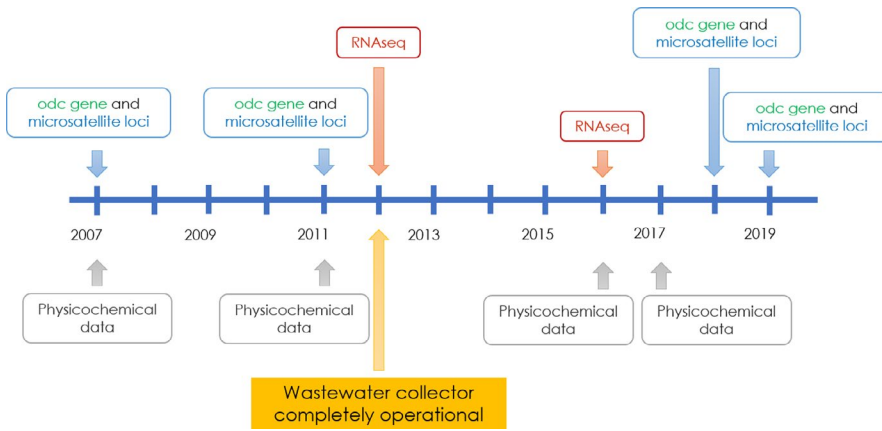 odc gene and
microsatellite loci
RNAseq
odc gene and
microsatellite loci
odc gene and
microsatellite loci
RNAseq
odc gene and
microsatellite loci
2007
2009
2011
2013
2015
2017
2019
Physicochemical
data
Physicochemical
data
Physicochemical
data
Physicochemical
data
Wastewater collector
completely operational